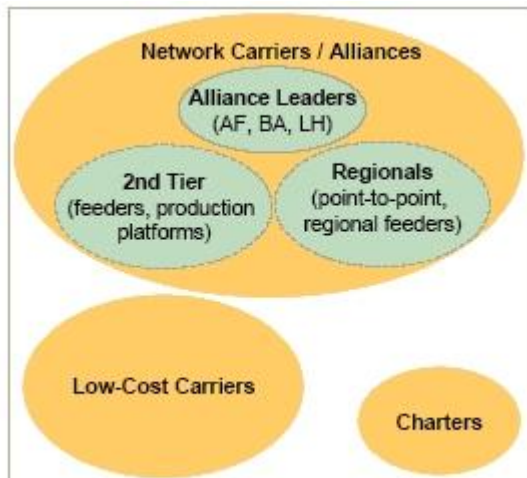 Network Carriers / Alliances
Alliance Leaders
(AF, BA, LH)
2nd Tier
(feeders, production
platforms)
Regionals
(point-to-point,
regional feeders)
Low-Cost Carriers
Charters